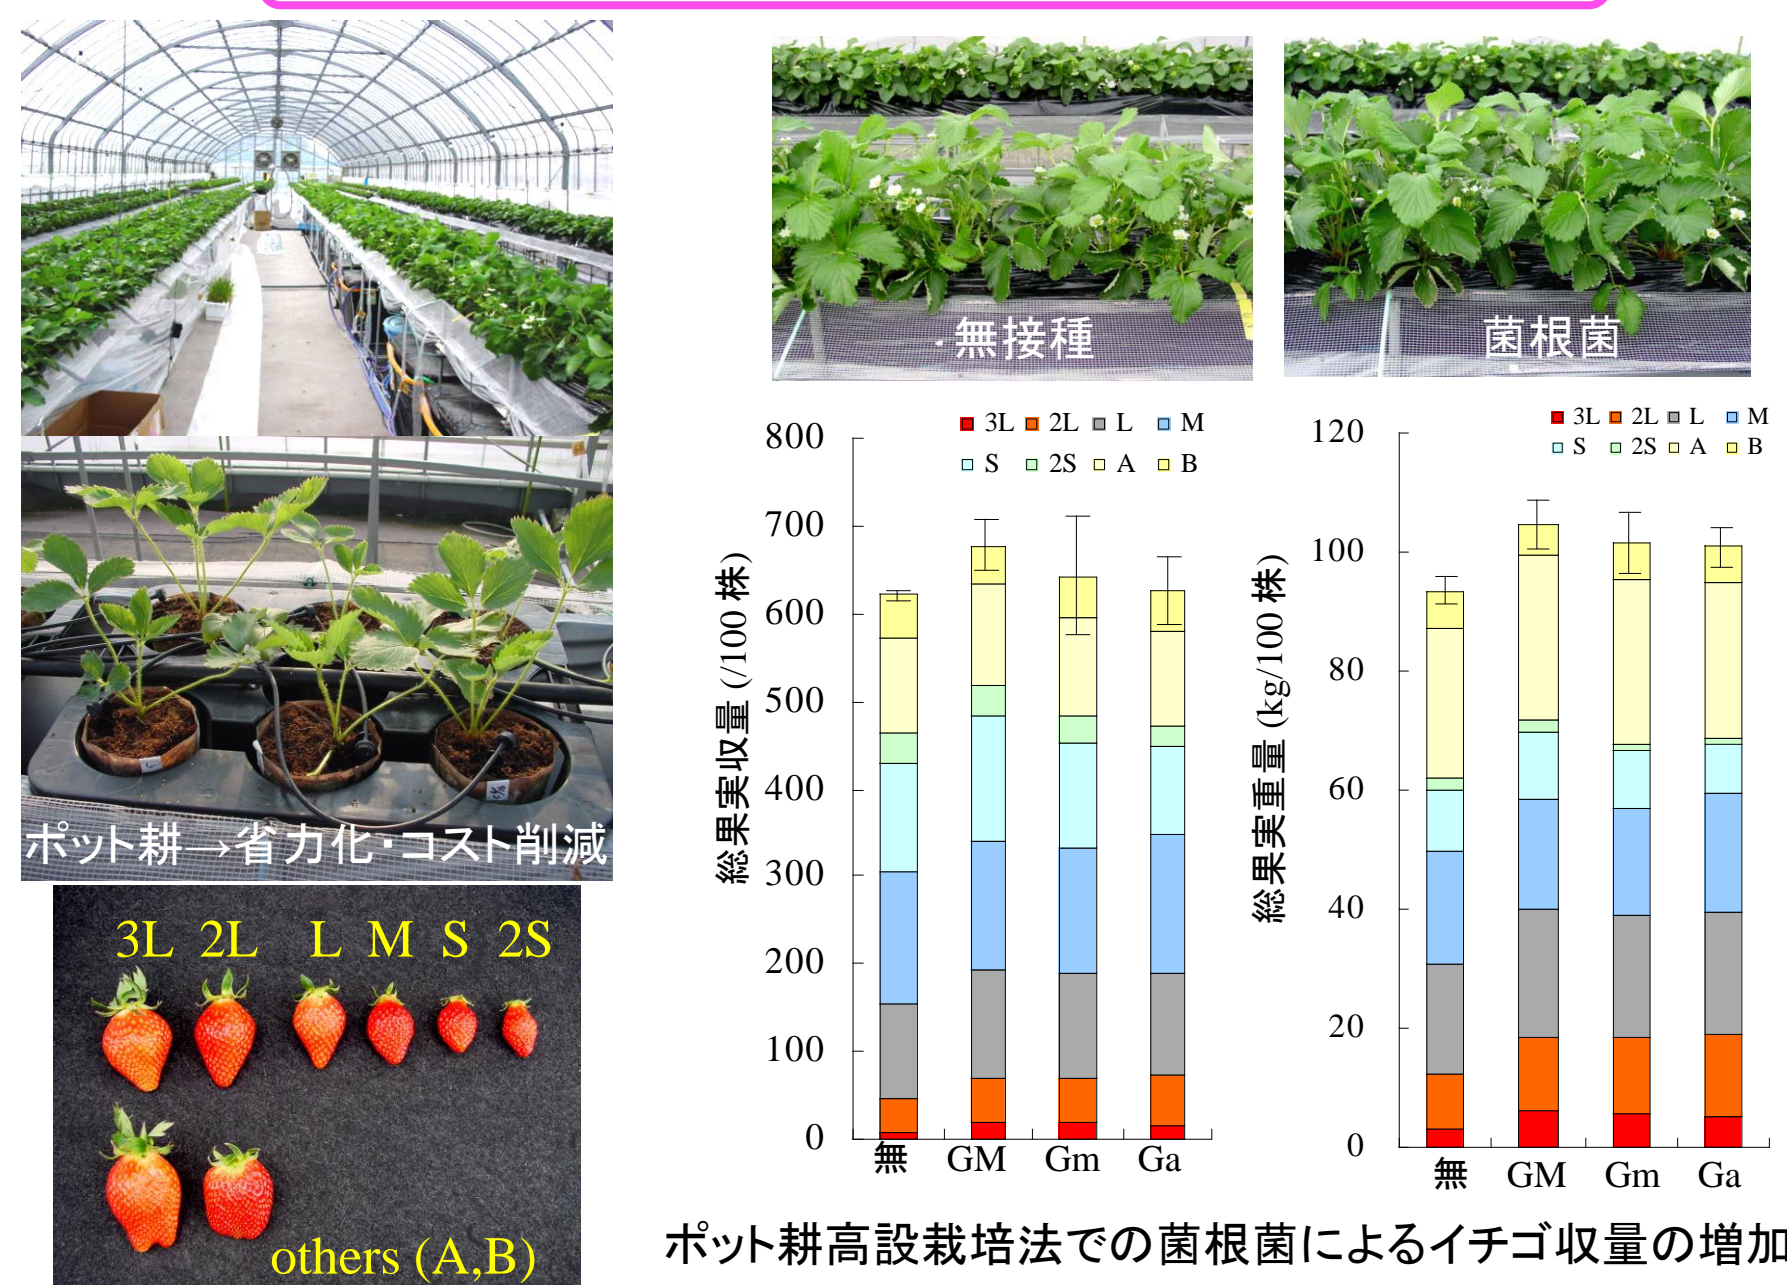 無接種
菌根菌
ポット耕→省力化・コスト削減
3L 2L L M S 2S
others (A,B)
3L 2L L M
S 2S A B
800
700
600
500
400
300
200
100
0
総果実収量 (/100 株)
無 GM Gm Ga
3L 2L L M
S 2S A B
120
100
80
60
40
20
0
総果実重量 (kg/100 株)
無 GM Gm Ga
ポット耕高設栽培法での菌根菌によるイチゴ収量の増加